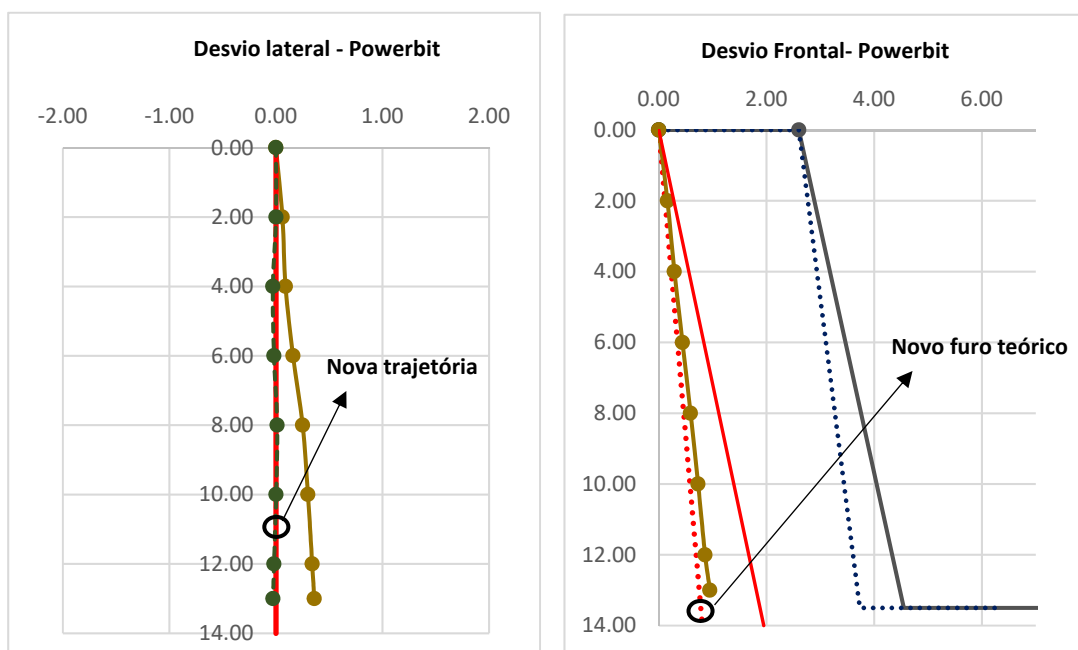 Desvio lateral - Powerbit
-2.00 -1.00 0.00 1.00 2.00
0.00
2.00
4.00
6.00
8.00
10.00
12.00
14.00
Nova trajetória
Desvio Frontal- Powerbit
0.00 2.00 4.00 6.00
0.00
2.00
4.00
6.00
8.00
10.00
12.00
14.00
Novo furo teórico